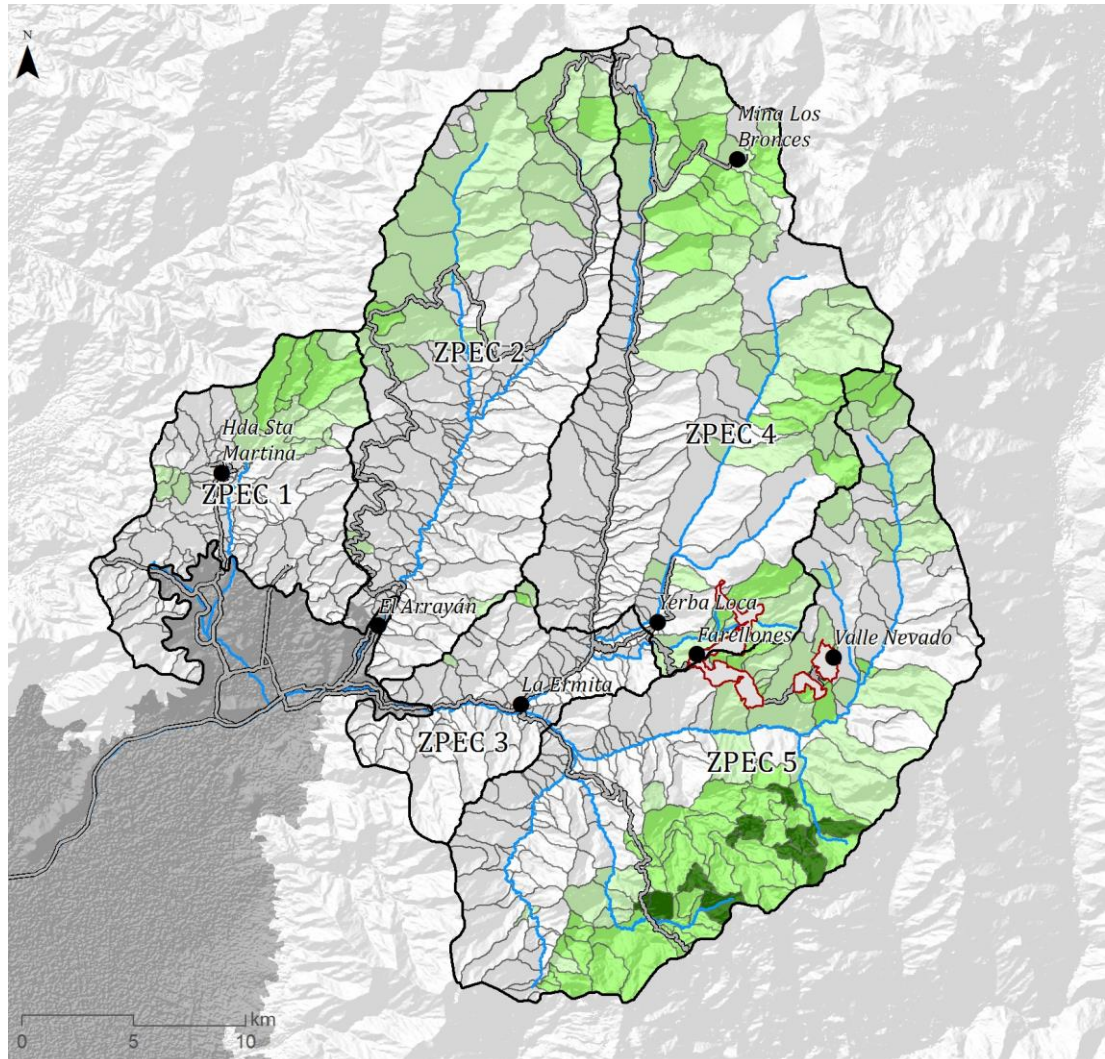 N
Mina Los
Bronces
ZPEC 2
Hda Sta
Martina
ZPEC 4
ZPEC 1
El Arrayán
Yerba Loca
Farellones
Valle Nevado
La Ermita
ZPEC 3
ZPEC 5
km
0 5 10